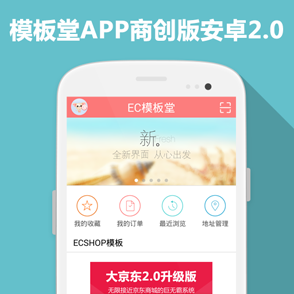 模板堂APP商创版安卓2.0
EC模板堂
新。
全新界面 从心出发
我的收藏 我的订单 最近浏览 地址管理
ECSHOP模板
大京东2.0升级版
无限接近京东商城的巨无霸系统